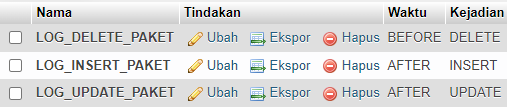 Nama Tindakan Waktu Kejadian
LOG_DELETE_PAKET Ubah Ekspor Hapus BEFORE DELETE
LOG_INSERT_PAKET Ubah Ekspor Hapus AFTER INSERT
LOG_UPDATE_PAKET Ubah Ekspor Hapus AFTER UPDATE